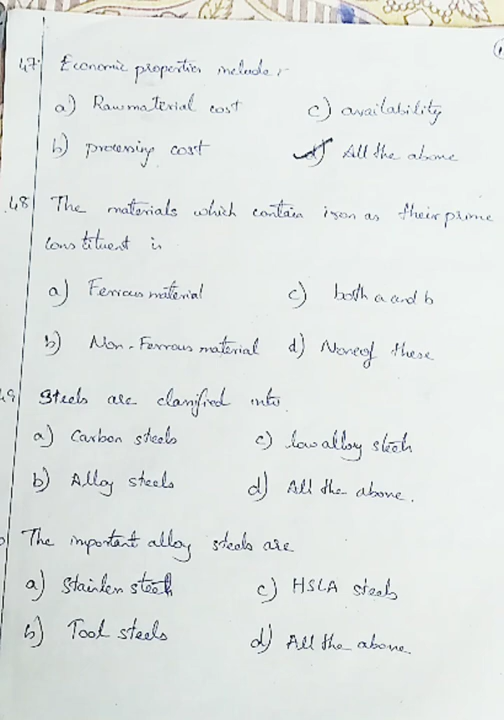 47. Economic properties include :-
a) Raw material cost c) availability
b) processing cost d) All the above
48 The materials which contain iron as their prime
constituent is
a) Ferrous material c) both a and b
b) Non-Ferrous material d) None of these
49 Steels are classified into.
a) Carbon steels c) low alloy steels
b) Alloy steels d) All the above.
The important alloy steels are
a) Stainless steels c) HSLA steels
b) Tool steels d) All the above.